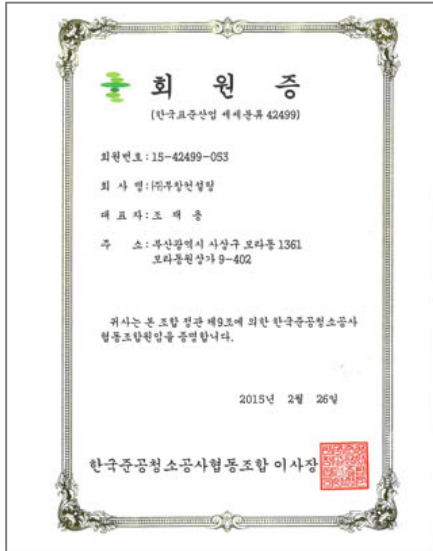 회 원 증
(한국표준산업 세세분류 42499)
회원번호 : 15-42499-053
회 사 명 : ㈜부창컨설팅
대 표 자 : 조 재 용
주 소 : 부산광역시 사상구 모라동 1361
모라동원상가 9-402
귀사는 본 조합 정관 제9조에 의한 한국준공청소공사
협동조합원임을 증명합니다.
2015년 2월 26일
한국준공청소공사협동조합 이사장